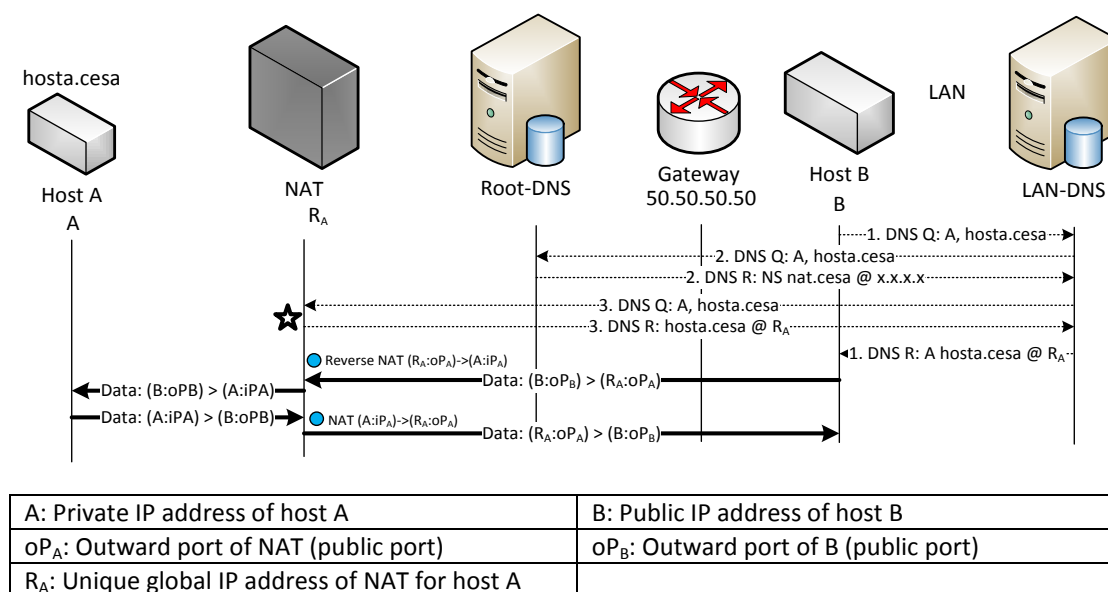 hosta.cesa
LAN
Host A
NAT
Root-DNS
Gateway
50.50.50.50
Host B
LAN-DNS
A
R_A
B
1. DNS Q: A, hosta.cesa
2. DNS Q: A, hosta.cesa
2. DNS R: NS nat.cesa @ x.x.x.x
3. DNS Q: A, hosta.cesa
3. DNS R: hosta.cesa @ R_A
1. DNS R: A hosta.cesa @ R_A
Reverse NAT (R_A:oP_A)->(A:iP_A)
Data: (B:oP_B) > (R_A:oP_A)
Data: (B:oPB) > (A:iPA)
Data: (A:iPA) > (B:oPB)
NAT (A:iP_A)->(R_A:oP_A)
Data: (R_A:oP_A) > (B:oP_B)
A: Private IP address of host A
B: Public IP address of host B
oP_A: Outward port of NAT (public port)
oP_B: Outward port of B (public port)
R_A: Unique global IP address of NAT for host A